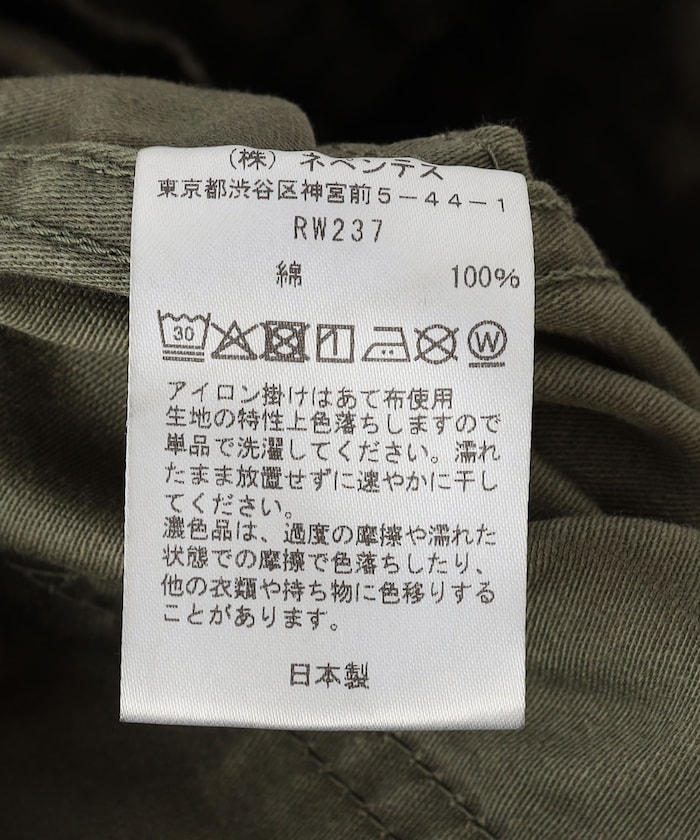 (株) ネペンテス
東京都渋谷区神宮前5-44-1
RW237
綿 100%
30
W
アイロン掛けはあて布使用
生地の特性上色落ちしますので
単品で洗濯してください。濡れ
たまま放置せずに速やかに干し
てください。
濃色品は、過度の摩擦や濡れた
状態での摩擦で色落ちしたり、
他の衣類や持ち物に色移りする
ことがあります。
日本製